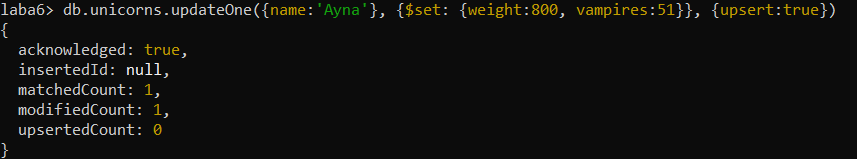 laba6> db.unicorns.updateOne({name:'Ayna'}, {$set: {weight:800, vampires:51}}, {upsert:true})
{
  acknowledged: true,
  insertedId: null,
  matchedCount: 1,
  modifiedCount: 1,
  upsertedCount: 0
}